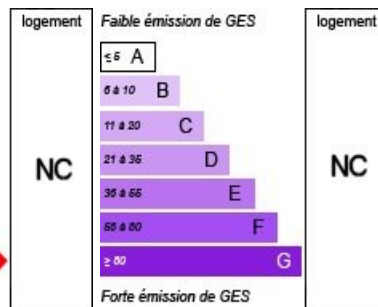 logement
Faible émission de GES
logement
≤ 5 A
6 à 10 B
11 à 20 C
21 à 35 D
NC
NC
36 à 55 E
56 à 80 F
≥ 80 G
Forte émission de GES